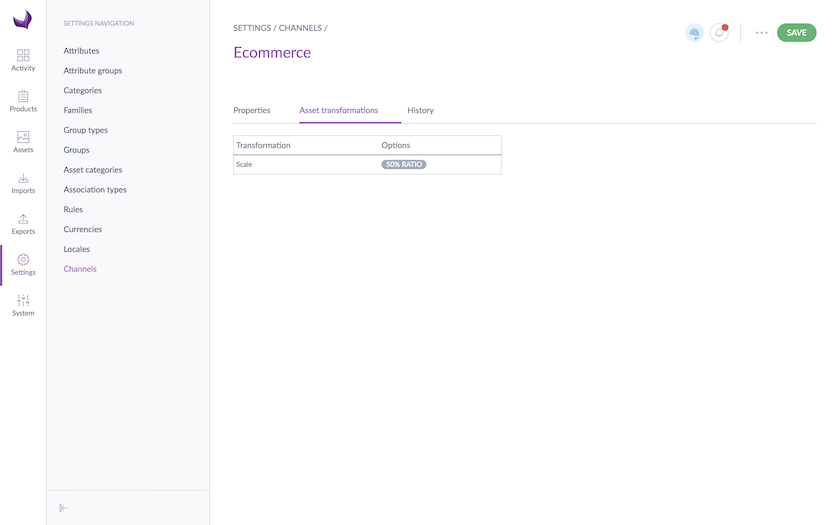 Activity
Products
Assets
Imports
Exports
Settings
System
SETTINGS NAVIGATION
Attributes
Attribute groups
Categories
Families
Group types
Groups
Asset categories
Association types
Rules
Currencies
Locales
Channels
SETTINGS / CHANNELS /
SAVE
Ecommerce
Properties Asset transformations History
Transformation Options
Scale 50% RATIO